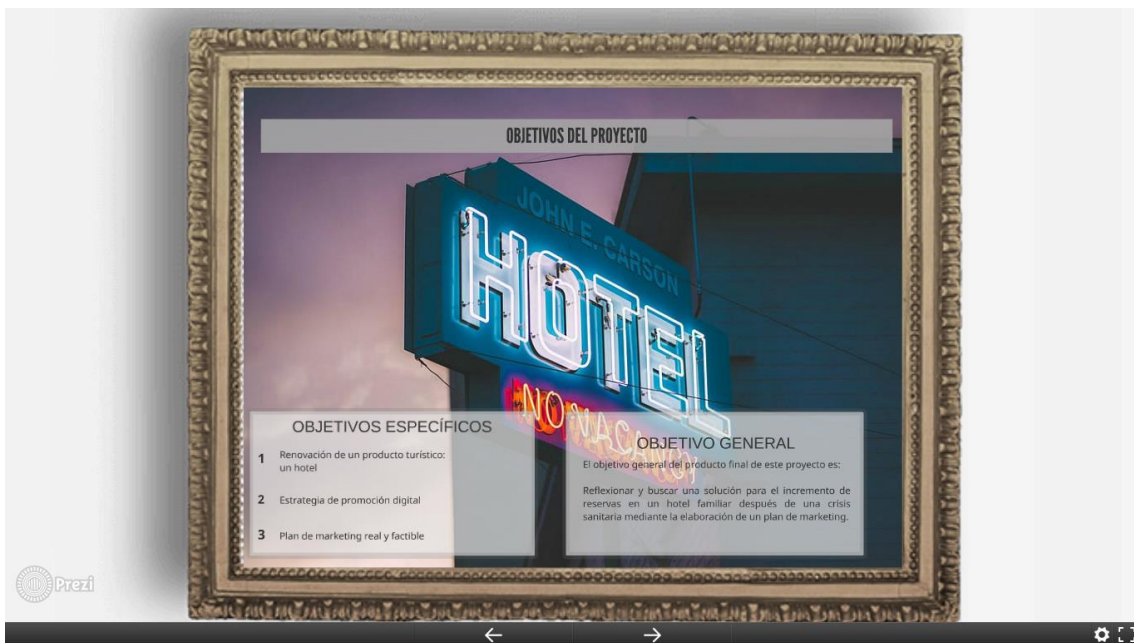 OBJETIVOS DEL PROYECTO
JOHN E. CARSON
HOTEL
NO VACANCY
OBJETIVOS ESPECÍFICOS
1 Renovación de un producto turístico:
un hotel
2 Estrategia de promoción digital
3 Plan de marketing real y factible
OBJETIVO GENERAL
El objetivo general del producto final de este proyecto es:
Reflexionar y buscar una solución para el incremento de
reservas en un hotel familiar después de una crisis
sanitaria mediante la elaboración de un plan de marketing.
Prezi